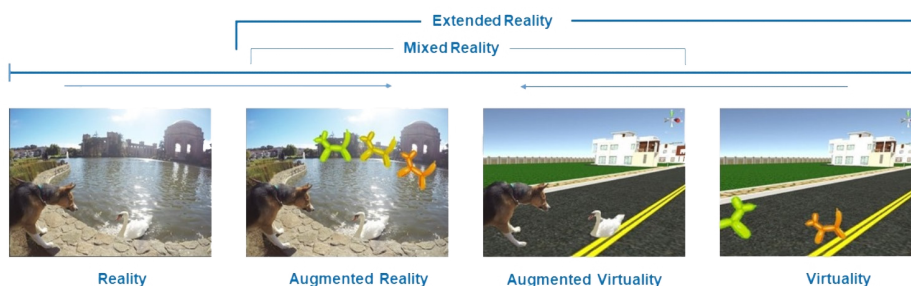 Extended Reality
Mixed Reality
Reality
Augmented Reality
Augmented Virtuality
Virtuality